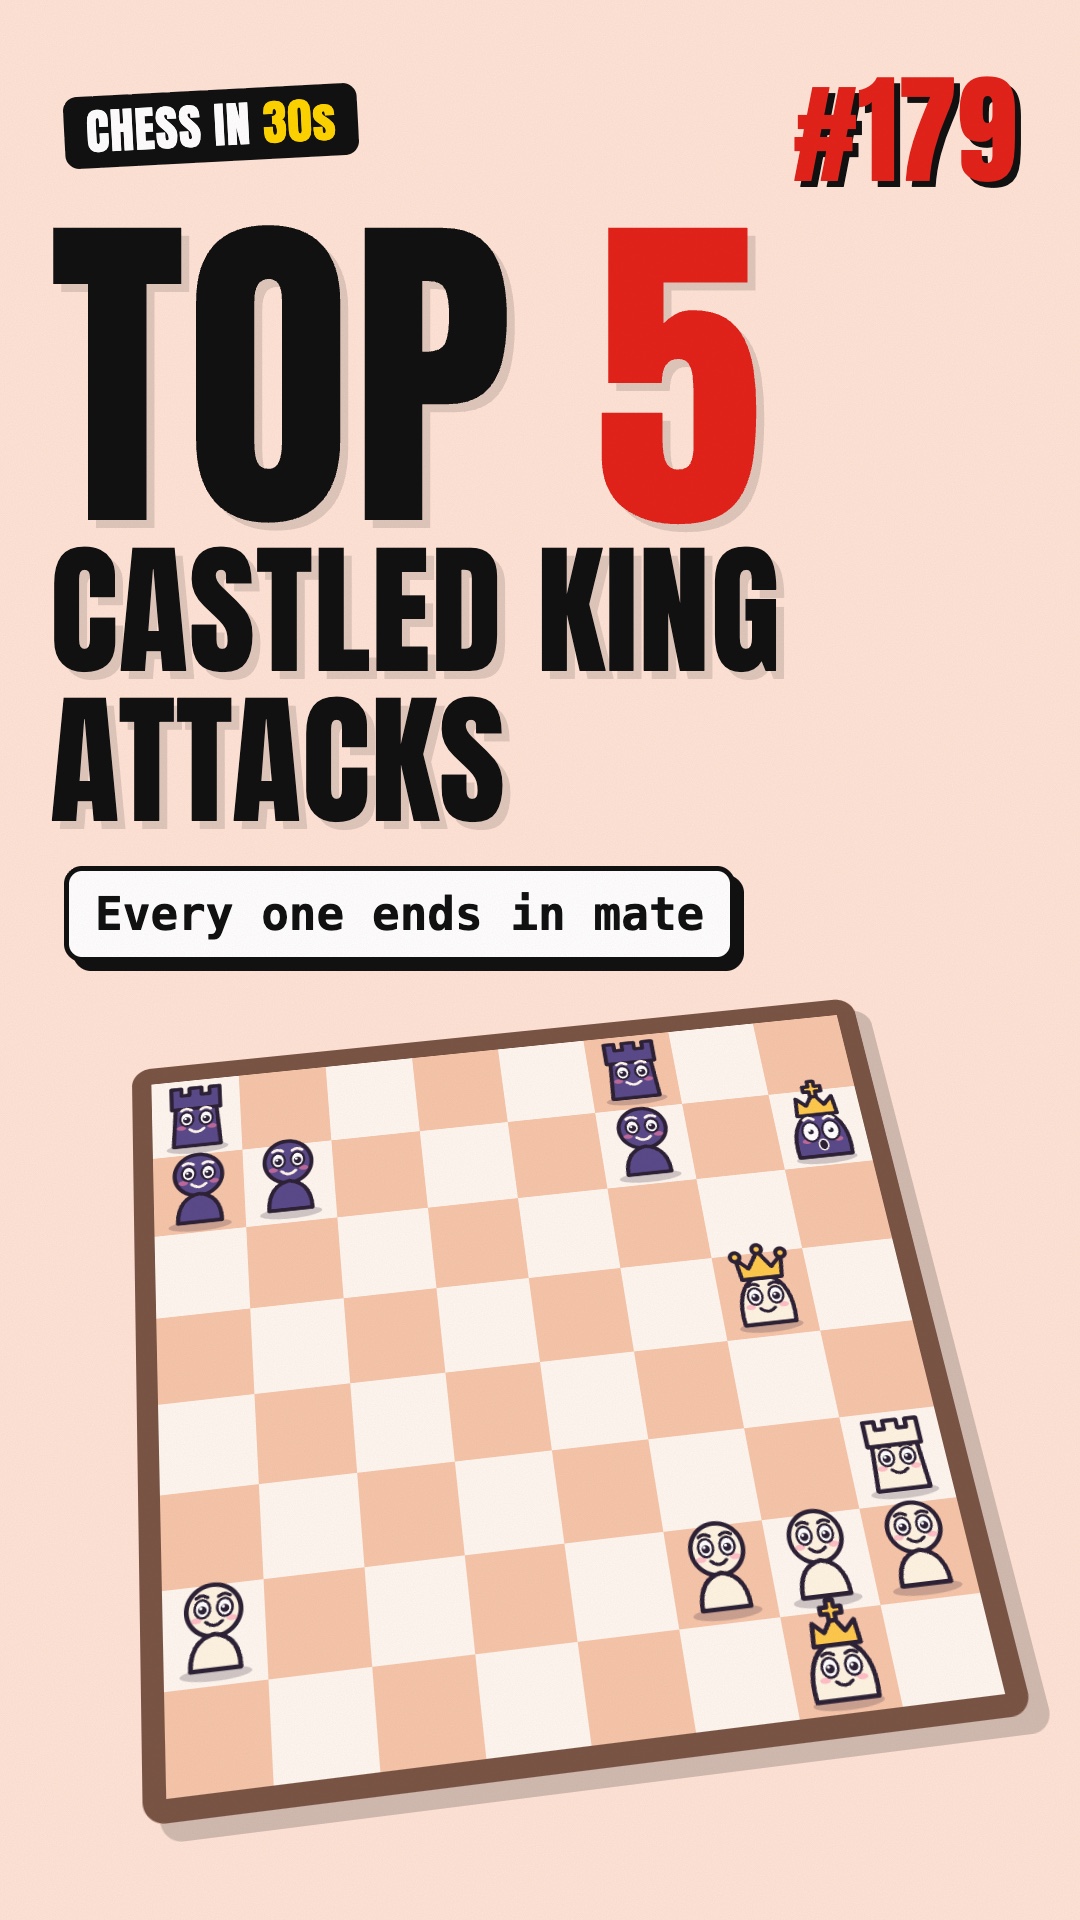 CHESS IN 30s
#179
TOP 5
CASTLED KING
ATTACKS
Every one ends in mate